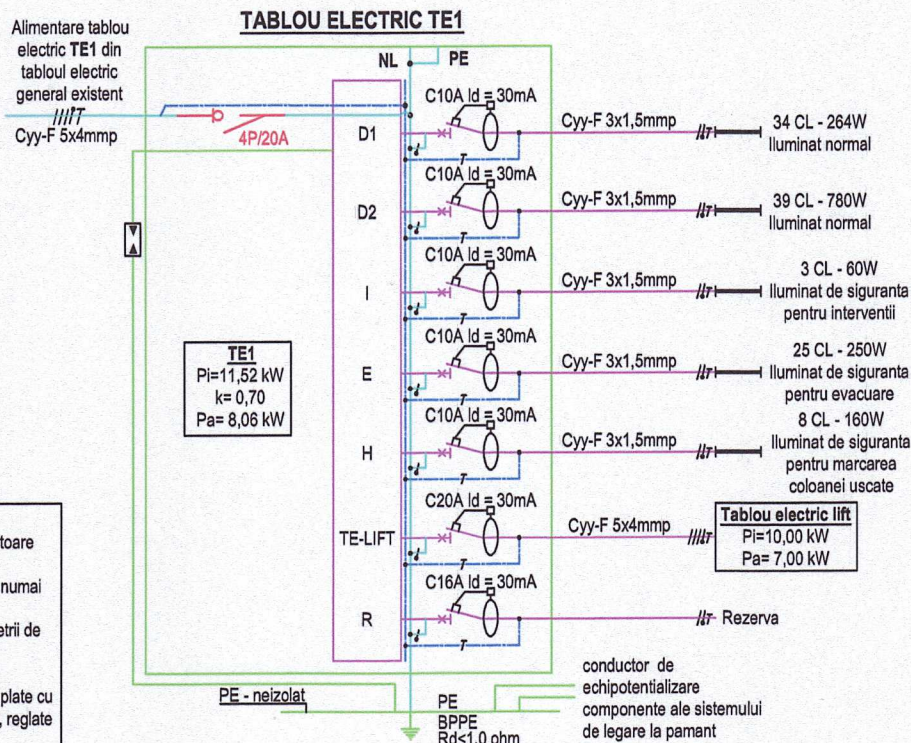 TABLOU ELECTRIC TE1
Alimentare tablou
electric TE1 din
tabloul electric
general existent
Cyy-F 5x4mmp
4P/20A
NL
PE
D1
C10A Id = 30mA
Cyy-F 3x1,5mmp
34 CL - 264W
Iluminat normal
D2
C10A Id = 30mA
Cyy-F 3x1,5mmp
39 CL - 780W
Iluminat normal
I
C10A Id = 30mA
Cyy-F 3x1,5mmp
3 CL - 60W
Iluminat de siguranta
pentru interventii
E
C10A Id = 30mA
Cyy-F 3x1,5mmp
25 CL - 250W
Iluminat de siguranta
pentru evacuare
H
C10A Id = 30mA
Cyy-F 3x1,5mmp
8 CL - 160W
Iluminat de siguranta
pentru marcarea
coloanei uscate
TE-LIFT
C20A Id = 30mA
Cyy-F 5x4mmp
Tablou electric lift
Pi=10,00 kW
Pa= 7,00 kW
R
C16A Id = 30mA
Rezerva
TE1
Pi=11,52 kW
k= 0,70
Pa= 8,06 kW
toare
numai
etrii de
plate cu
, reglate
PE - neizolat
PE
BPPE
Rd<1,0 ohm
conductor de
echipotentializare
componente ale sistemului
de legare la pamant